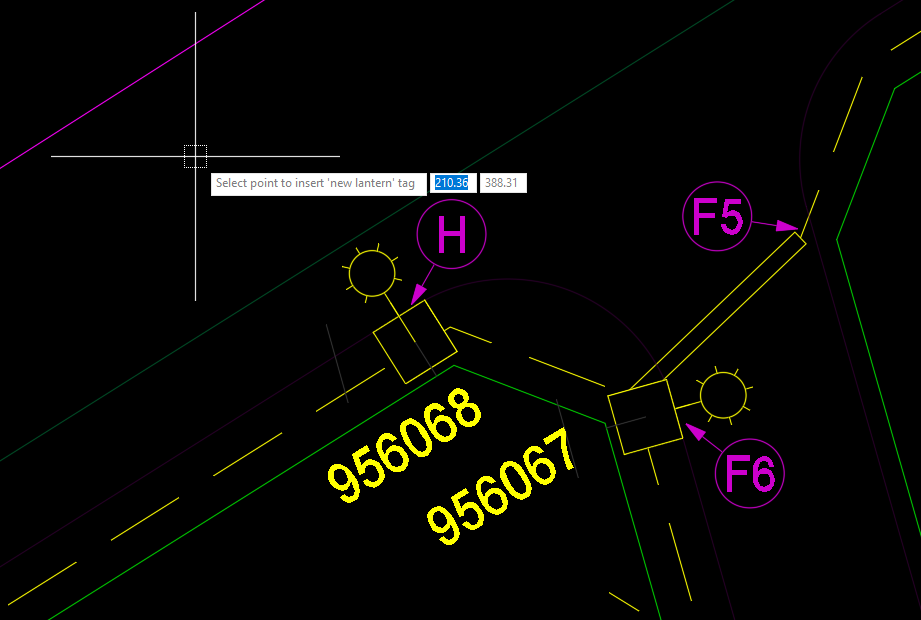 Select point to insert 'new lantern' tag 210.36 388.31
H
F5
956068
956067
F6